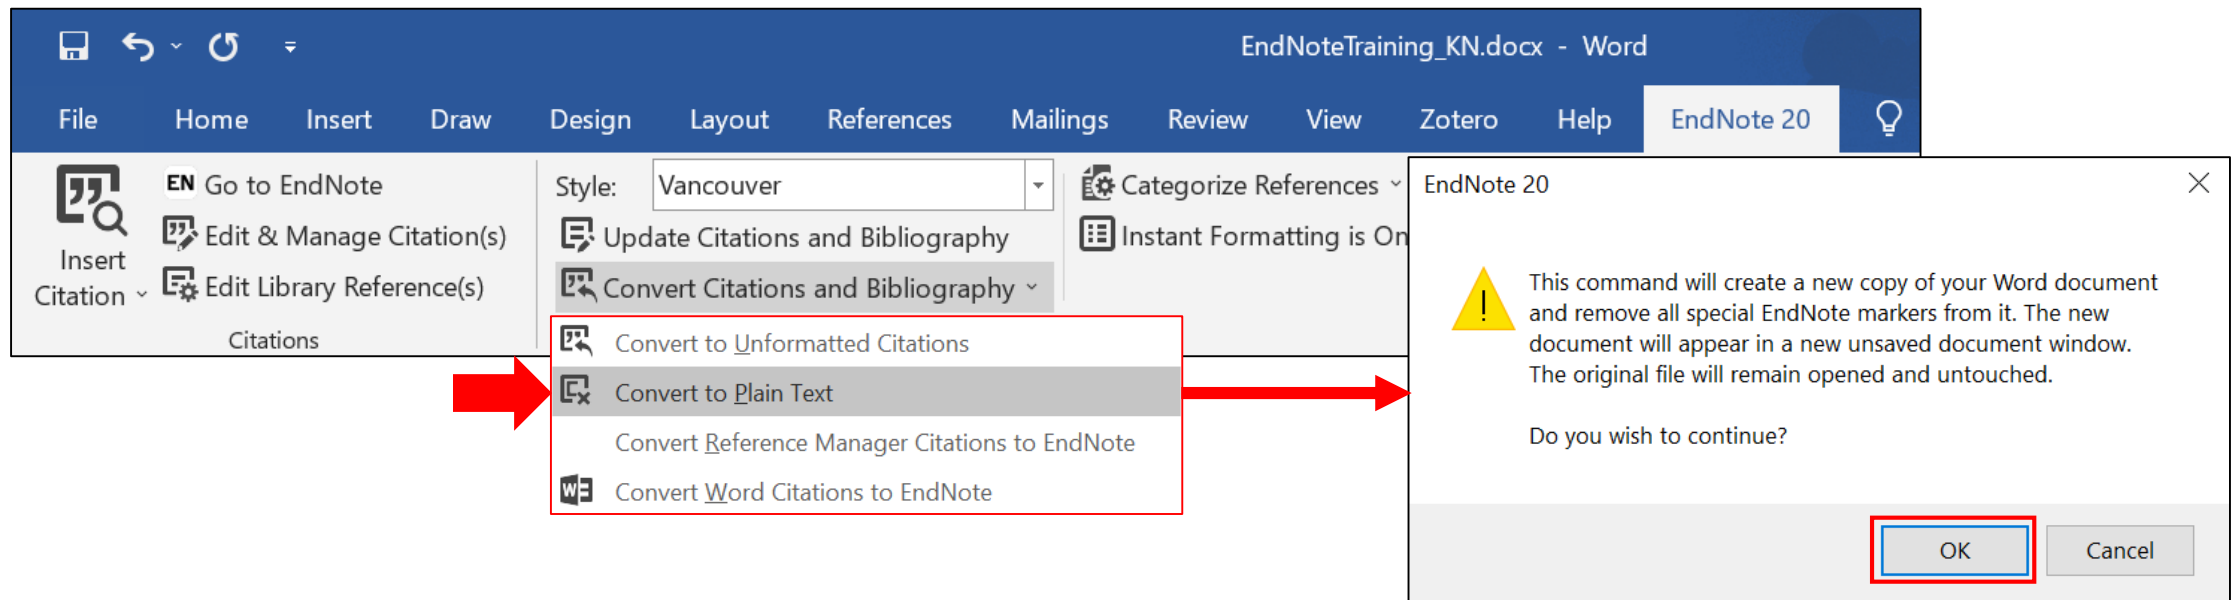 EndNoteTraining_KN.docx - Word
File Home Insert Draw Design Layout References Mailings Review View Zotero Help EndNote 20
Insert
Citation
EN Go to EndNote
Edit & Manage Citation(s)
Edit Library Reference(s)
Citations
Style: Vancouver
Update Citations and Bibliography
Convert Citations and Bibliography
Categorize References
Instant Formatting is On
Convert to Unformatted Citations
Convert to Plain Text
Convert Reference Manager Citations to EndNote
Convert Word Citations to EndNote
EndNote 20
This command will create a new copy of your Word document
and remove all special EndNote markers from it. The new
document will appear in a new unsaved document window.
The original file will remain opened and untouched.
Do you wish to continue?
OK Cancel